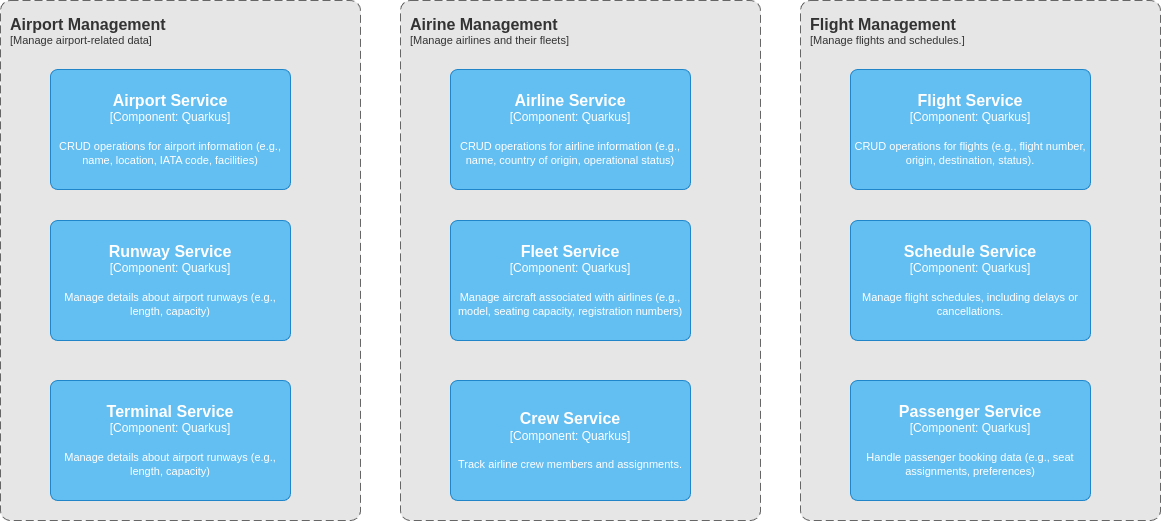 Airport Management
[Manage airport-related data]
Airport Service
[Component: Quarkus]
CRUD operations for airport information (e.g.,
name, location, IATA code, facilities)
Runway Service
[Component: Quarkus]
Manage details about airport runways (e.g.,
length, capacity)
Terminal Service
[Component: Quarkus]
Manage details about airport runways (e.g.,
length, capacity)
Airine Management
[Manage airlines and their fleets]
Airline Service
[Component: Quarkus]
CRUD operations for airline information (e.g.,
name, country of origin, operational status)
Fleet Service
[Component: Quarkus]
Manage aircraft associated with airlines (e.g.,
model, seating capacity, registration numbers)
Crew Service
[Component: Quarkus]
Track airline crew members and assignments.
Flight Management
[Manage flights and schedules.]
Flight Service
[Component: Quarkus]
CRUD operations for flights (e.g., flight number,
origin, destination, status).
Schedule Service
[Component: Quarkus]
Manage flight schedules, including delays or
cancellations.
Passenger Service
[Component: Quarkus]
Handle passenger booking data (e.g., seat
assignments, preferences)